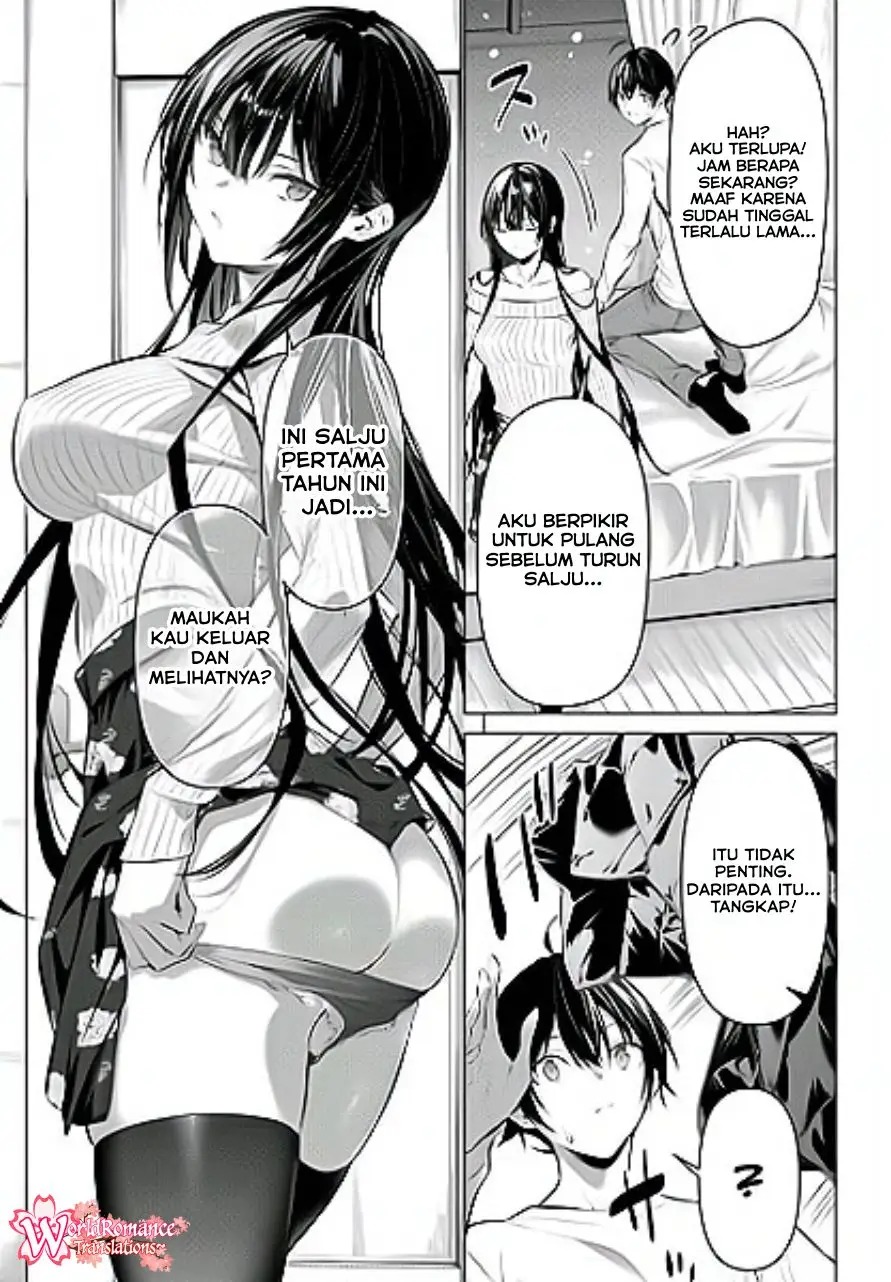 HAH?
AKU TERLUPA!
JAM BERAPA
SEKARANG?
MAAF KARENA
SUDAH TINGGAL
TERLALU LAMA...
ズズ
AKU BERPIKIR
UNTUK PULANG
SEBELUM TURUN
SALJU...
ITU TIDAK
PENTING.
DARIPADA ITU...
TANGKAP!
?
INI SALJU
PERTAMA
TAHUN INI
JADI...
MAUKAH
KAU KELUAR
DAN
MELIHATNYA?
WorldRomance
Translations